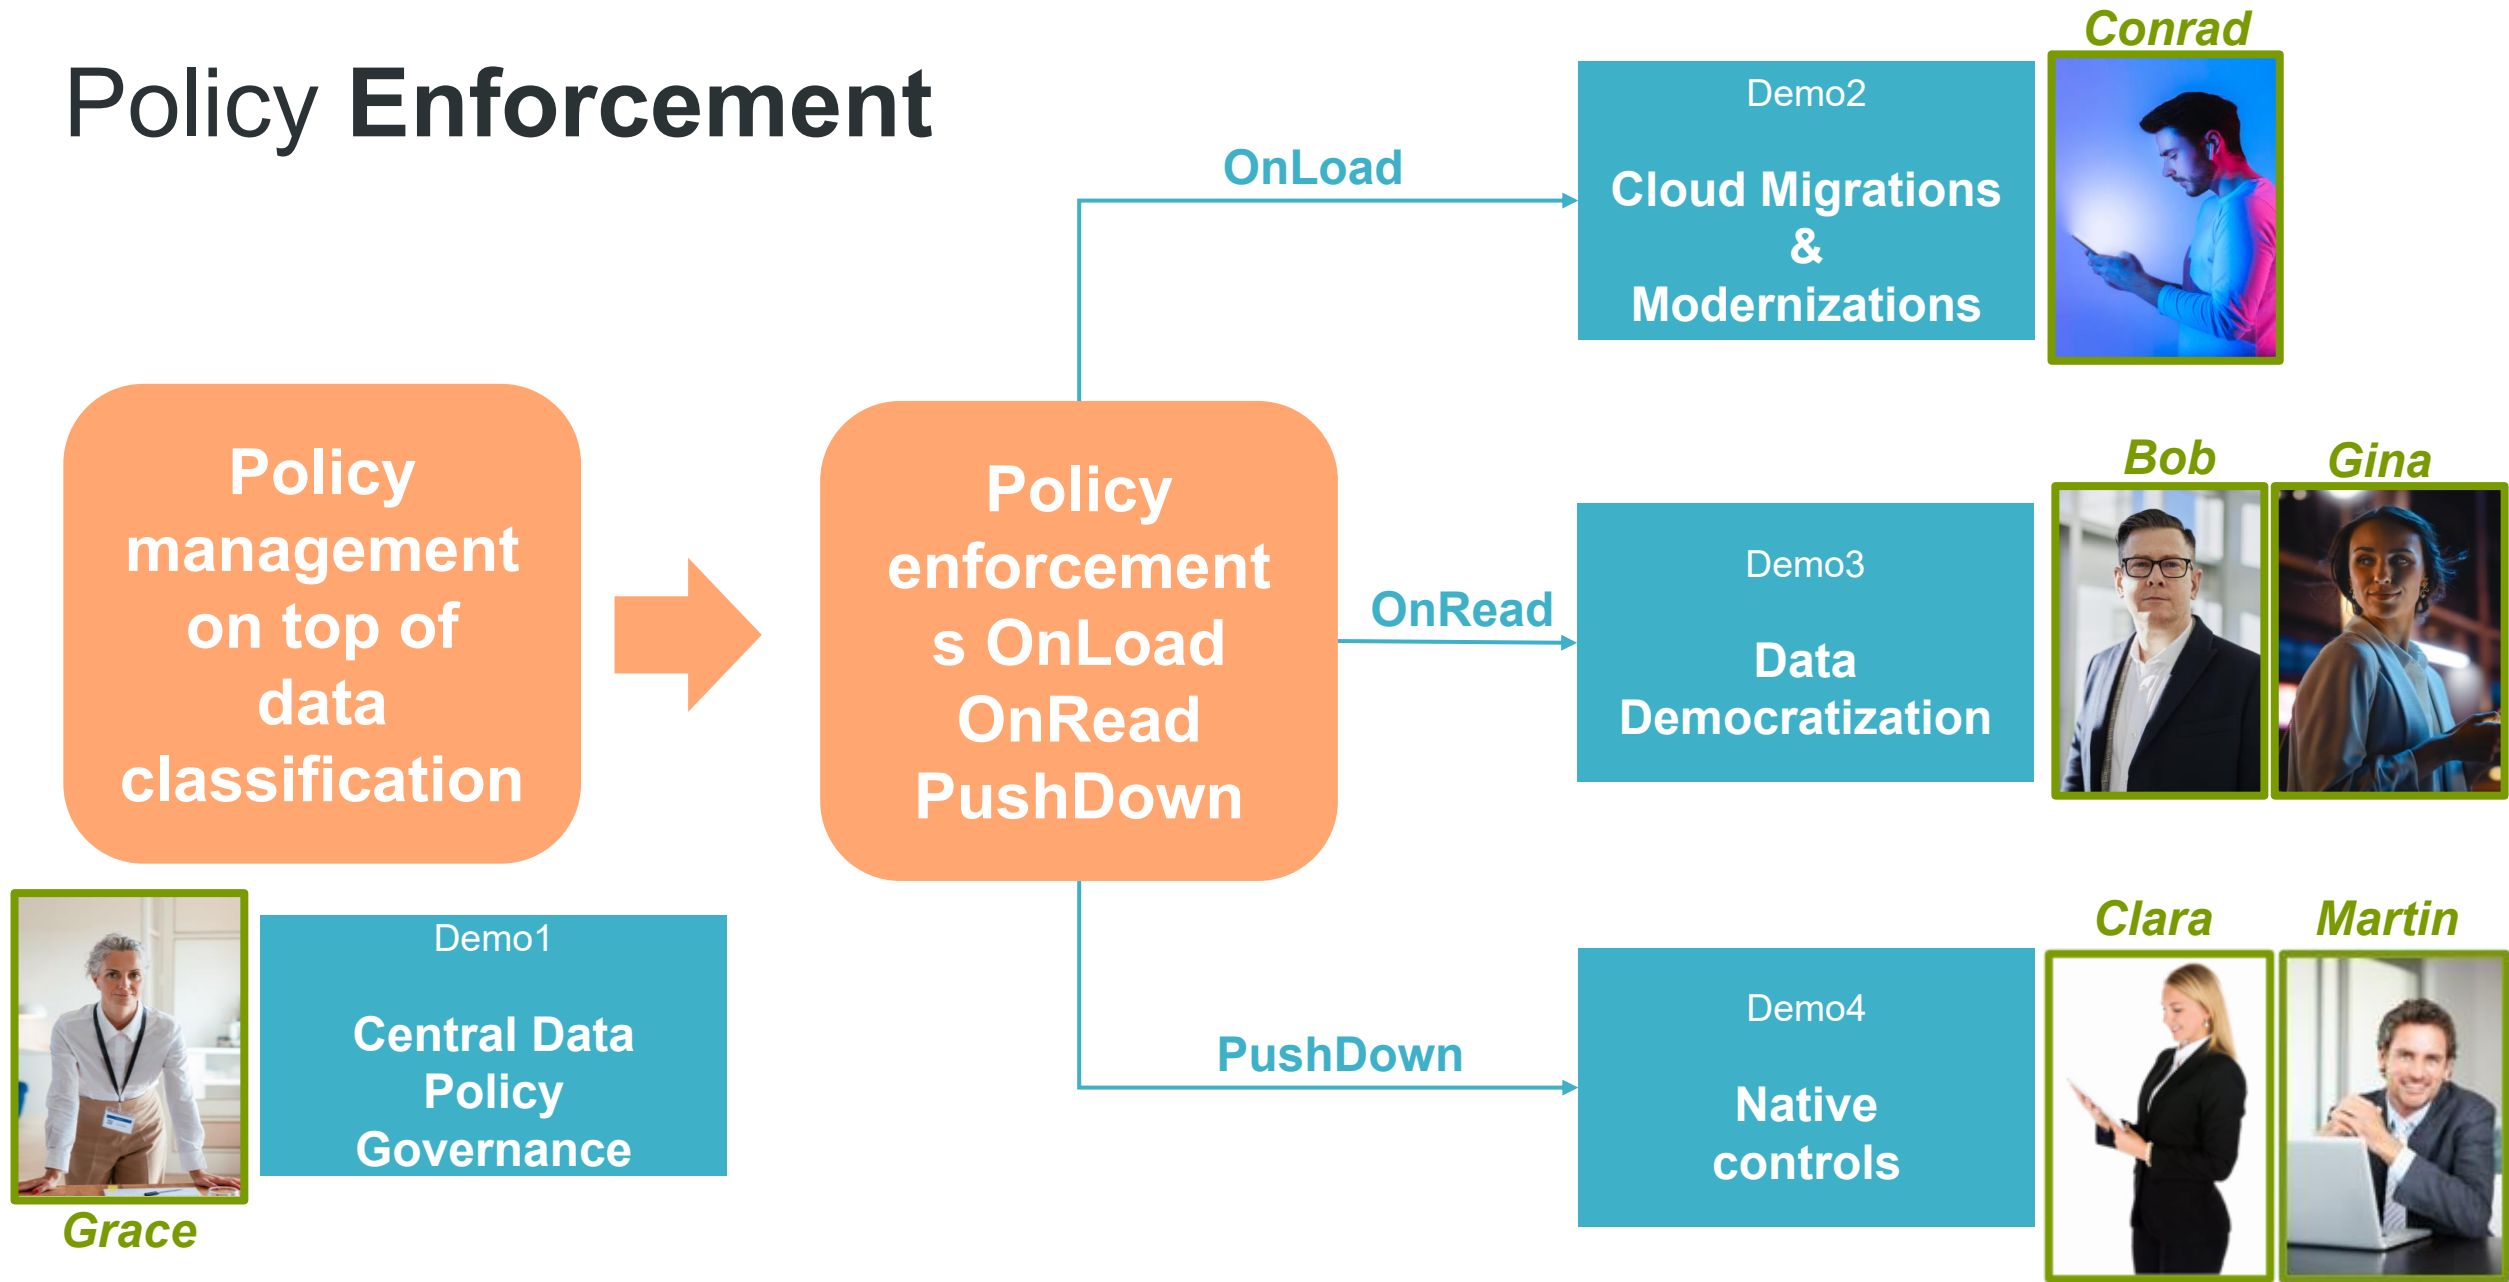 Policy Enforcement
Policy
management
on top of
data
classification
Demo1
Central Data
Policy
Governance
Grace
Policy
enforcement
s OnLoad
OnRead
PushDown
OnLoad
Demo2
Cloud Migrations
&
Modernizations
Conrad
OnRead
Demo3
Data
Democratization
Bob
Gina
PushDown
Demo4
Native
controls
Clara
Martin